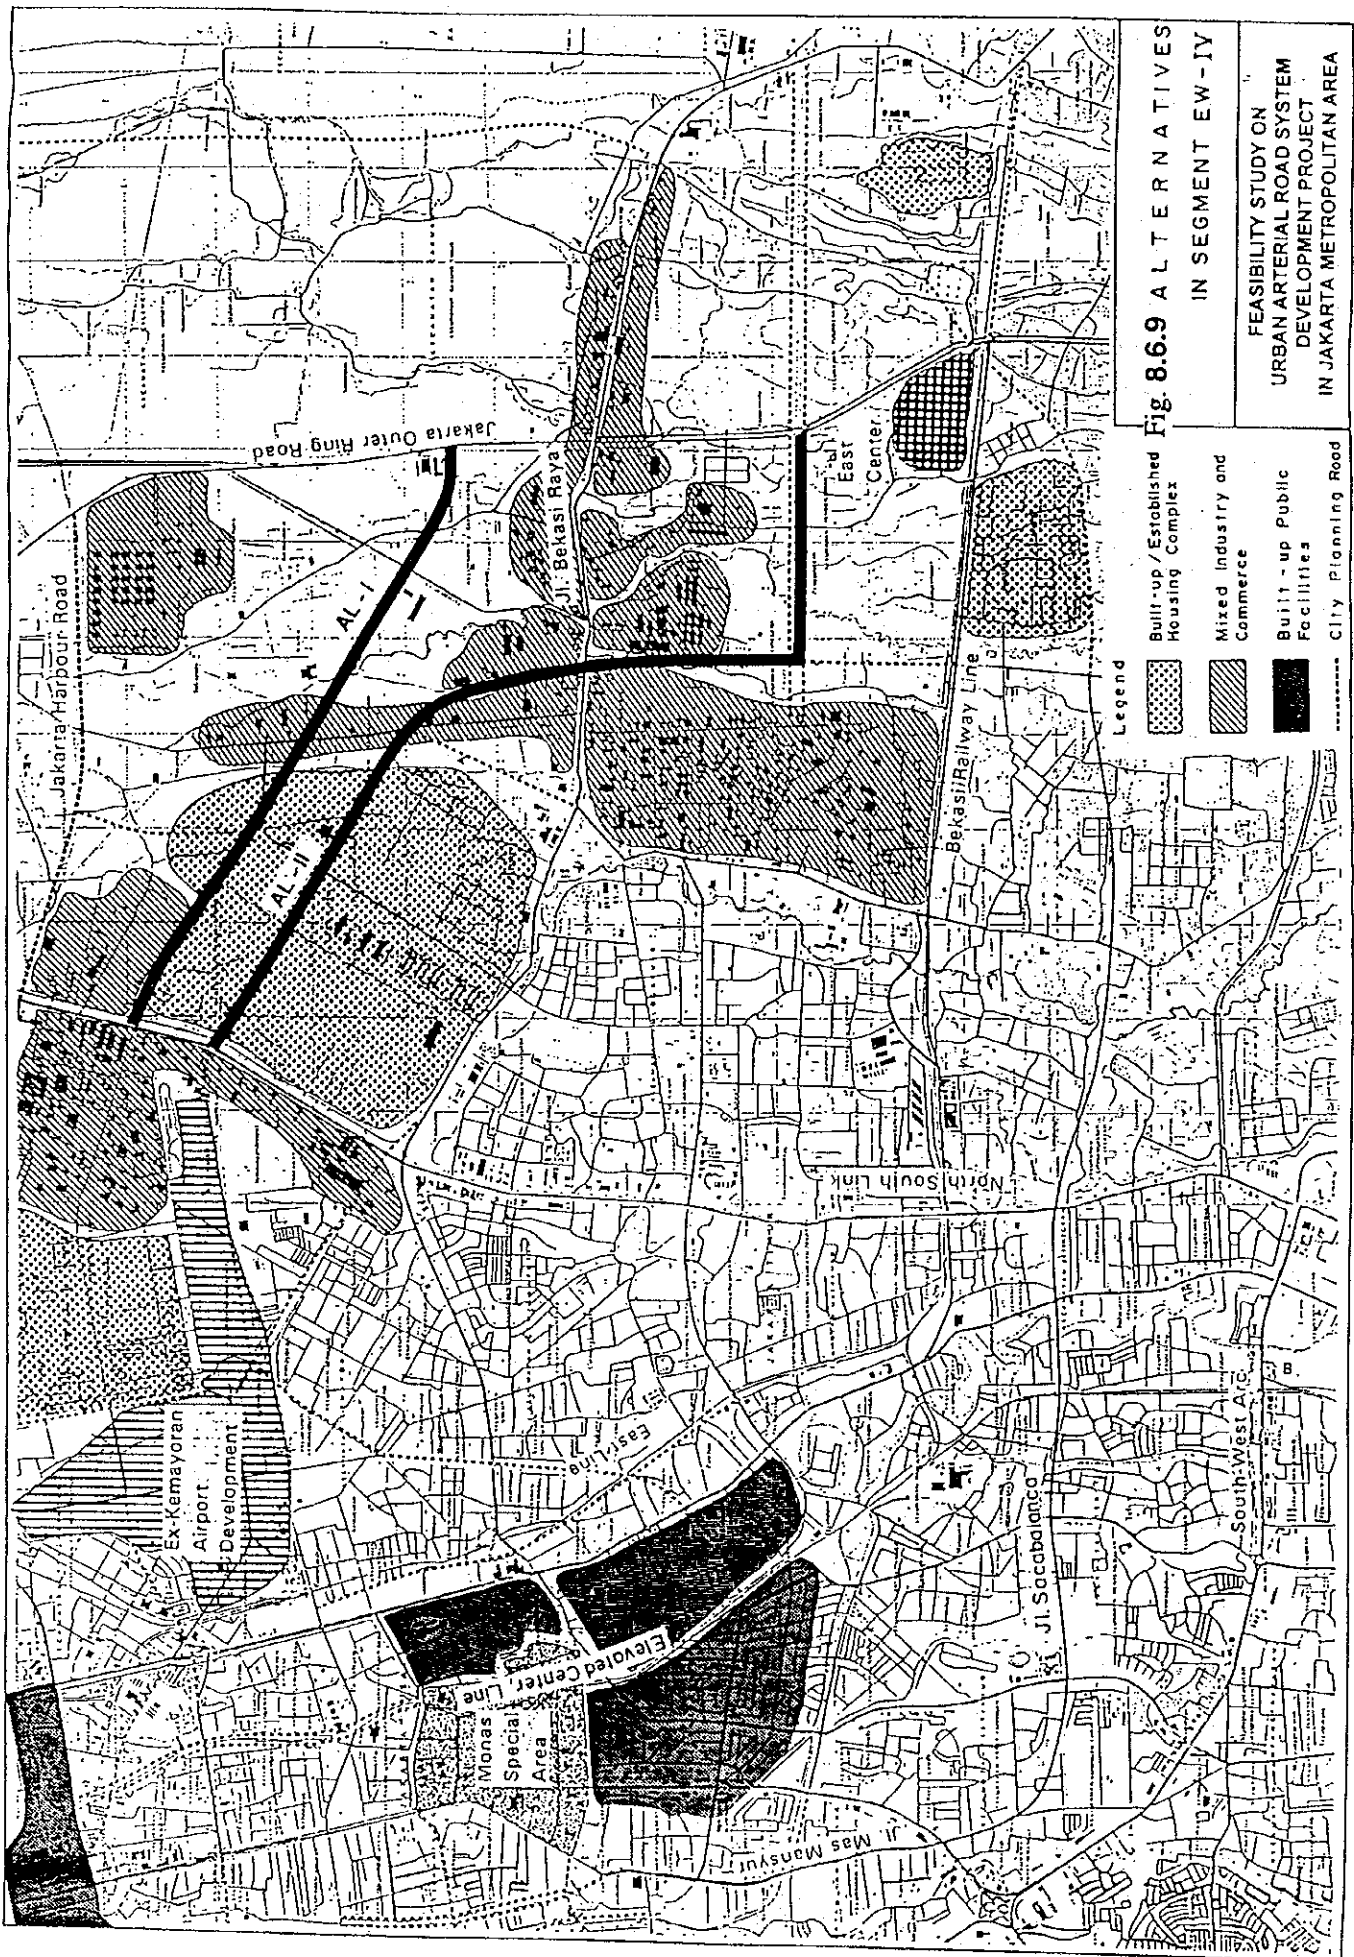 Fig. 8.6.9 ALTERNATIVES
IN SEGMENT EW-IV
FEASIBILITY STUDY ON
URBAN ARTERIAL ROAD SYSTEM
DEVELOPMENT PROJECT
IN JAKARTA METROPOLITAN AREA
Legend
Built-up / Established
Housing Complex
Mixed Industry and
Commerce
Built-up Public
Facilities
City Planning Road
Jakarta Harbour Road
Jakarta Outer Ring Road
AL-I
AL-II
Jl. Bekasi Raya
East
Center
Bekasi Railway Line
North South Link
Ex-Kemayoran
Airport
Development
East Ling
Elevated Center Line
Monas
Special
Area
Jl Mas Mansyur
Jl. Sacabalanca
South West Arc
B